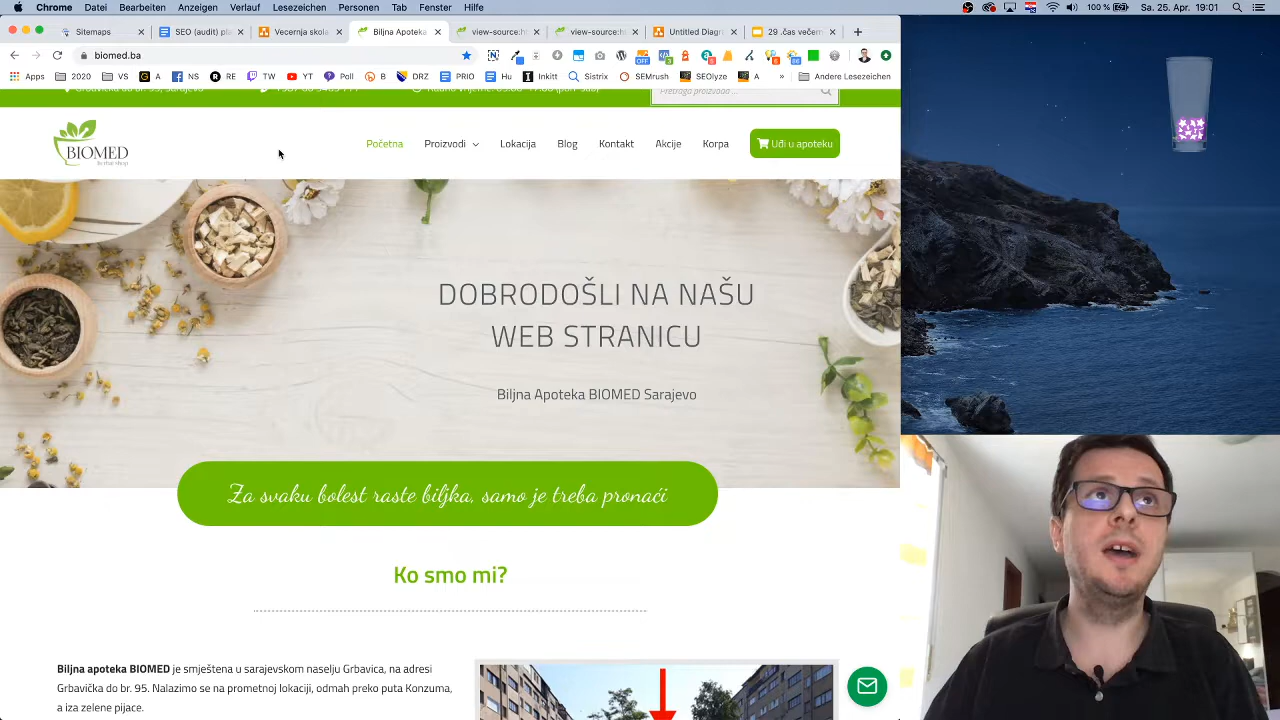 Chrome Datei Bearbeiten Anzeigen Verlauf Lesezeichen Personen Tab Fenster Hilfe
100 % Sa. 25. Apr. 19:01
Sitemaps SEO (audit) pl Vecernja skola Biljna Apoteka view-source:h view-source:h Untitled Diagr 29 .čas večern
biomed.ba
Apps 2020 VS A NS RE TW YT Poll B DRZ. PRIO Hu Inkitt Sistrix SEMrush SEOlyze A » Andere Lesezeichen
Pretraga proizvoda ...
BIOMED
herbal shop
Početna Proizvodi Lokacija Blog Kontakt Akcije Korpa Uđi u apoteku
DOBRODOŠLI NA NAŠU
WEB STRANICU
Biljna Apoteka BIOMED Sarajevo
Za svaku bolest raste biljka, samo je treba pronaći
Ko smo mi?
Biljna apoteka BIOMED je smještena u sarajevskom naselju Grbavica, na adresi
Grbavička do br. 95. Nalazimo se na prometnoj lokaciji, odmah preko puta Konzuma,
a iza zelene pijace.